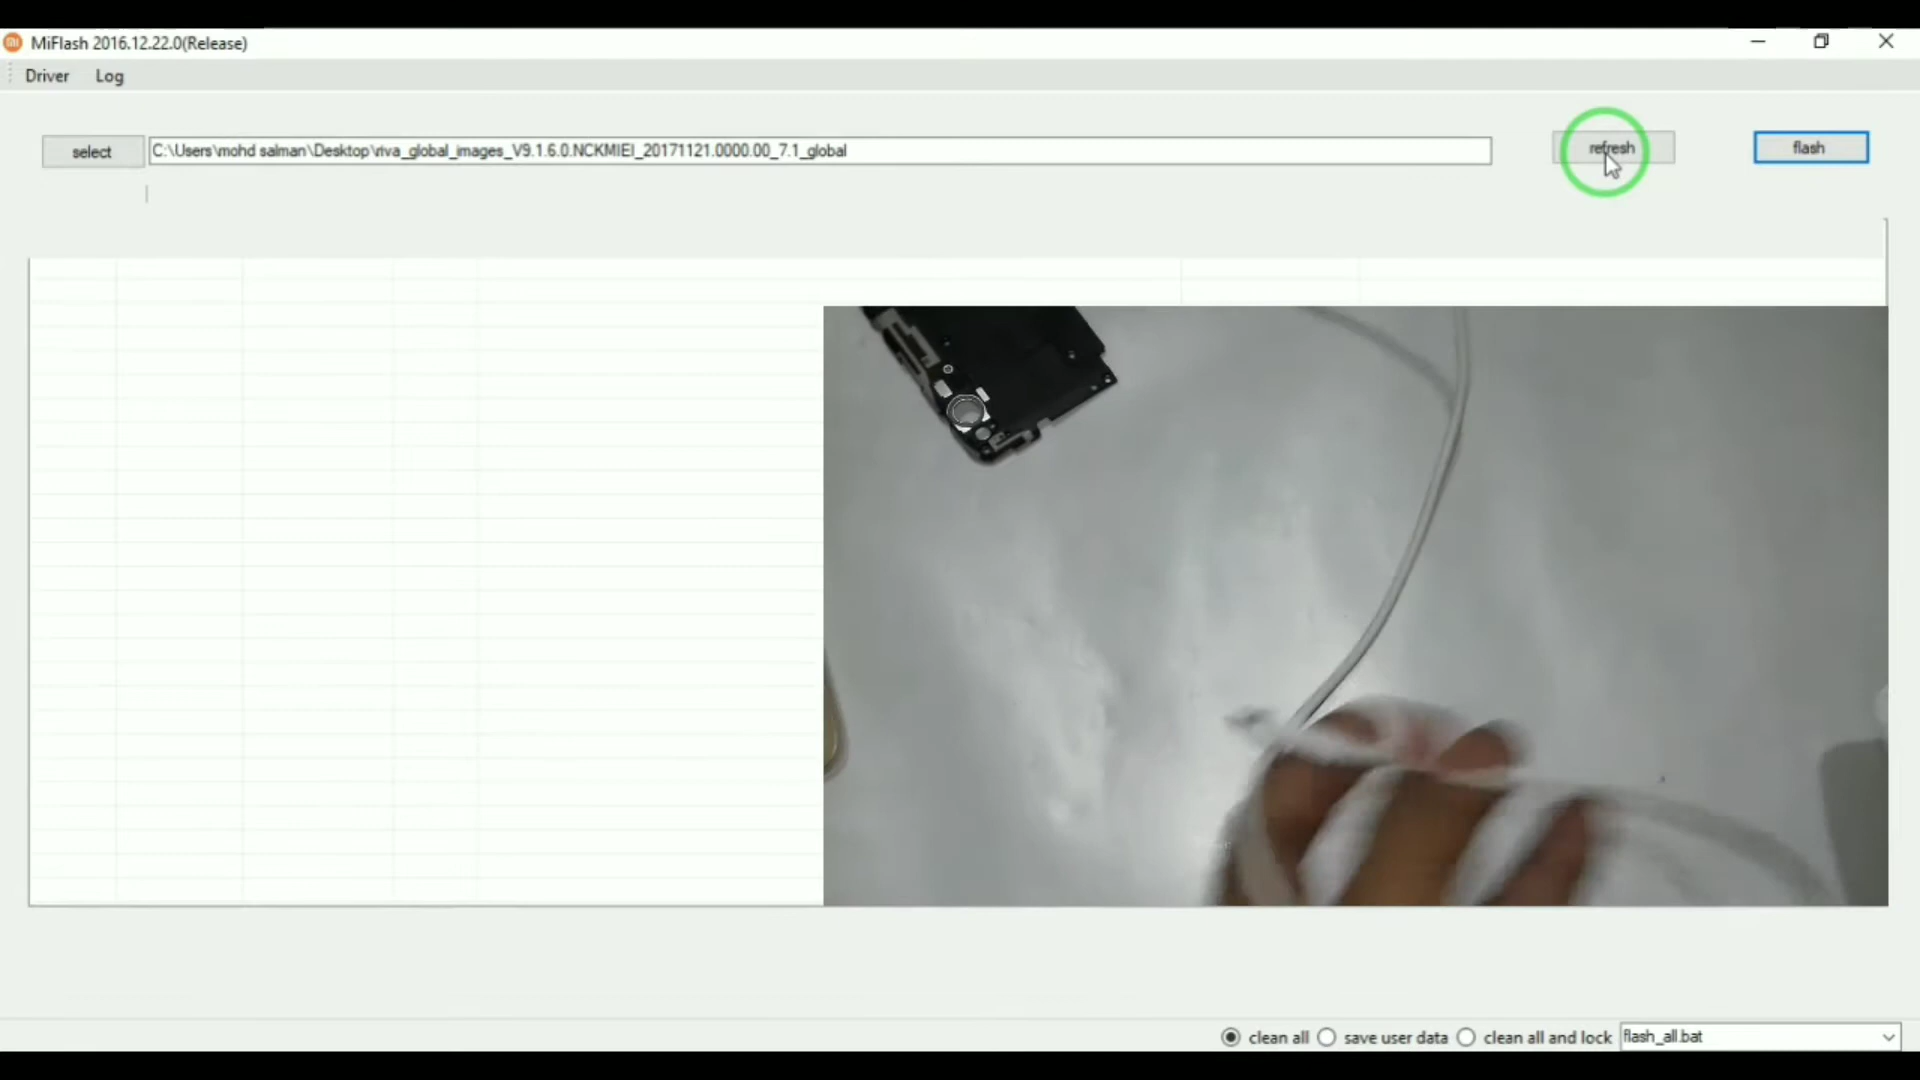 MiFlash 2016.12.22.0(Release)
Driver Log
select C:\Users\mohd salman\Desktop\riva_global_images_V9.1.6.0.NCKMIEI_20171121.0000.00_7.1_global refresh flash
clean all save user data clean all and lock flash_all.bat